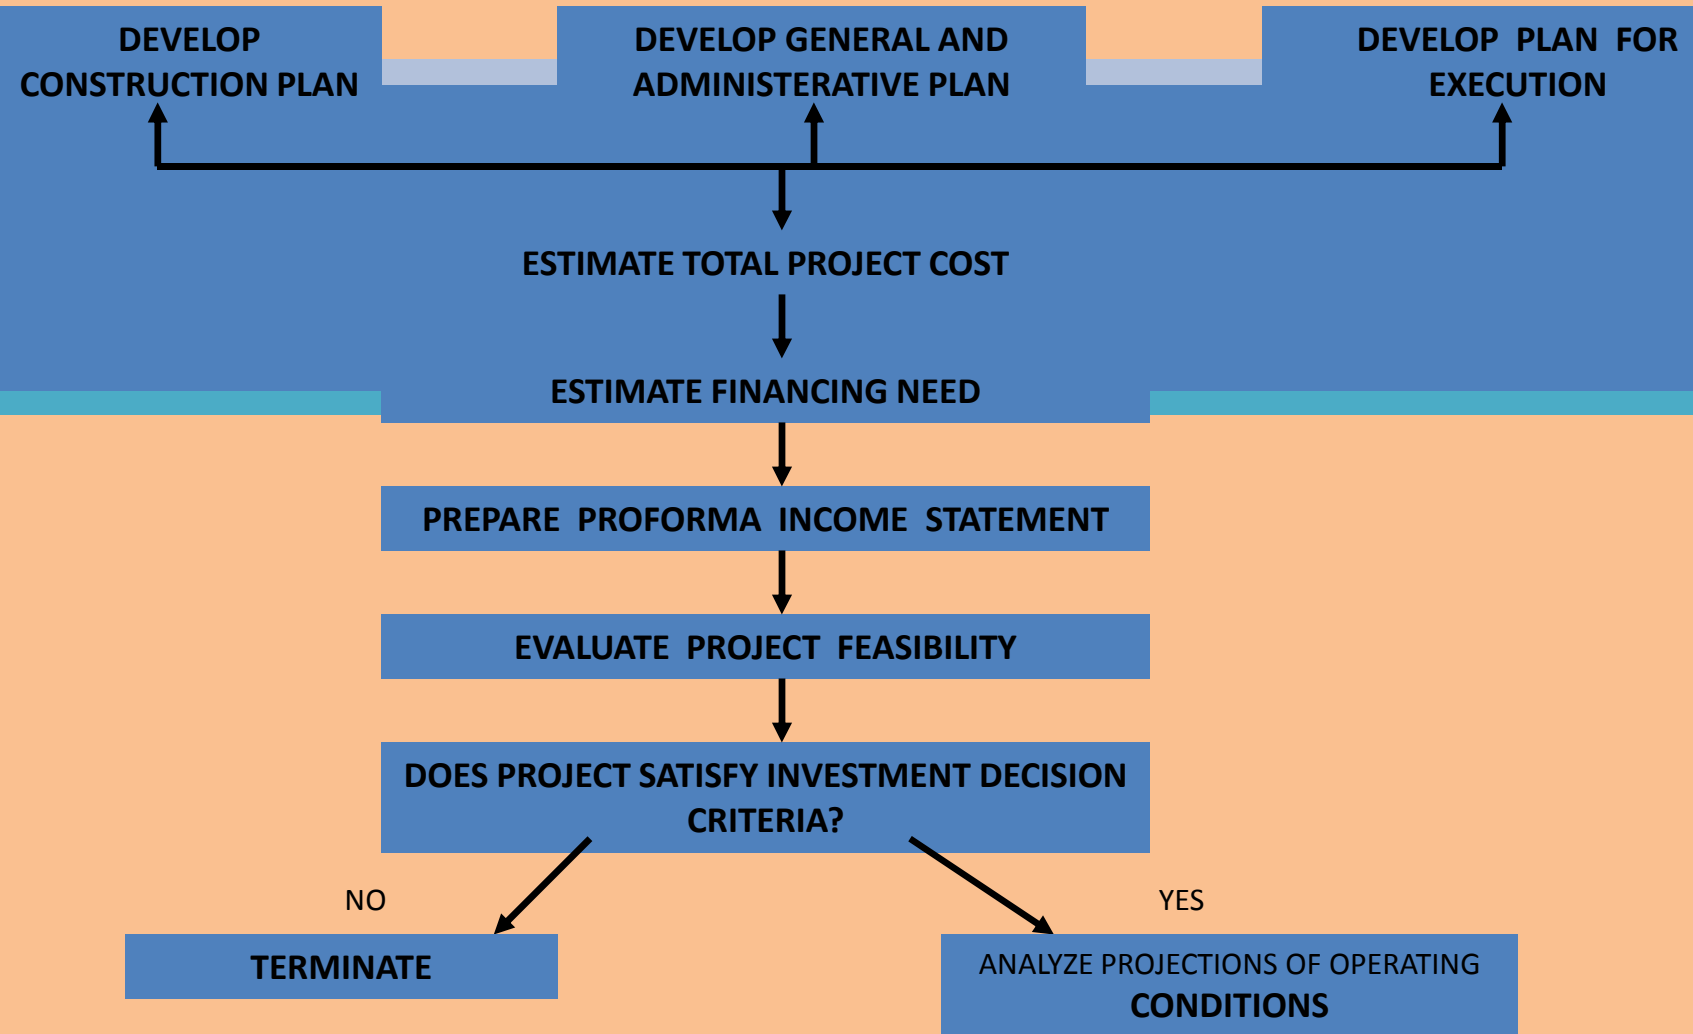 DEVELOP
CONSTRUCTION PLAN
DEVELOP GENERAL AND
ADMINISTERATIVE PLAN
DEVELOP PLAN FOR
EXECUTION
ESTIMATE TOTAL PROJECT COST
ESTIMATE FINANCING NEED
PREPARE PROFORMA INCOME STATEMENT
EVALUATE PROJECT FEASIBILITY
DOES PROJECT SATISFY INVESTMENT DECISION
CRITERIA?
NO
YES
TERMINATE
ANALYZE PROJECTIONS OF OPERATING
CONDITIONS